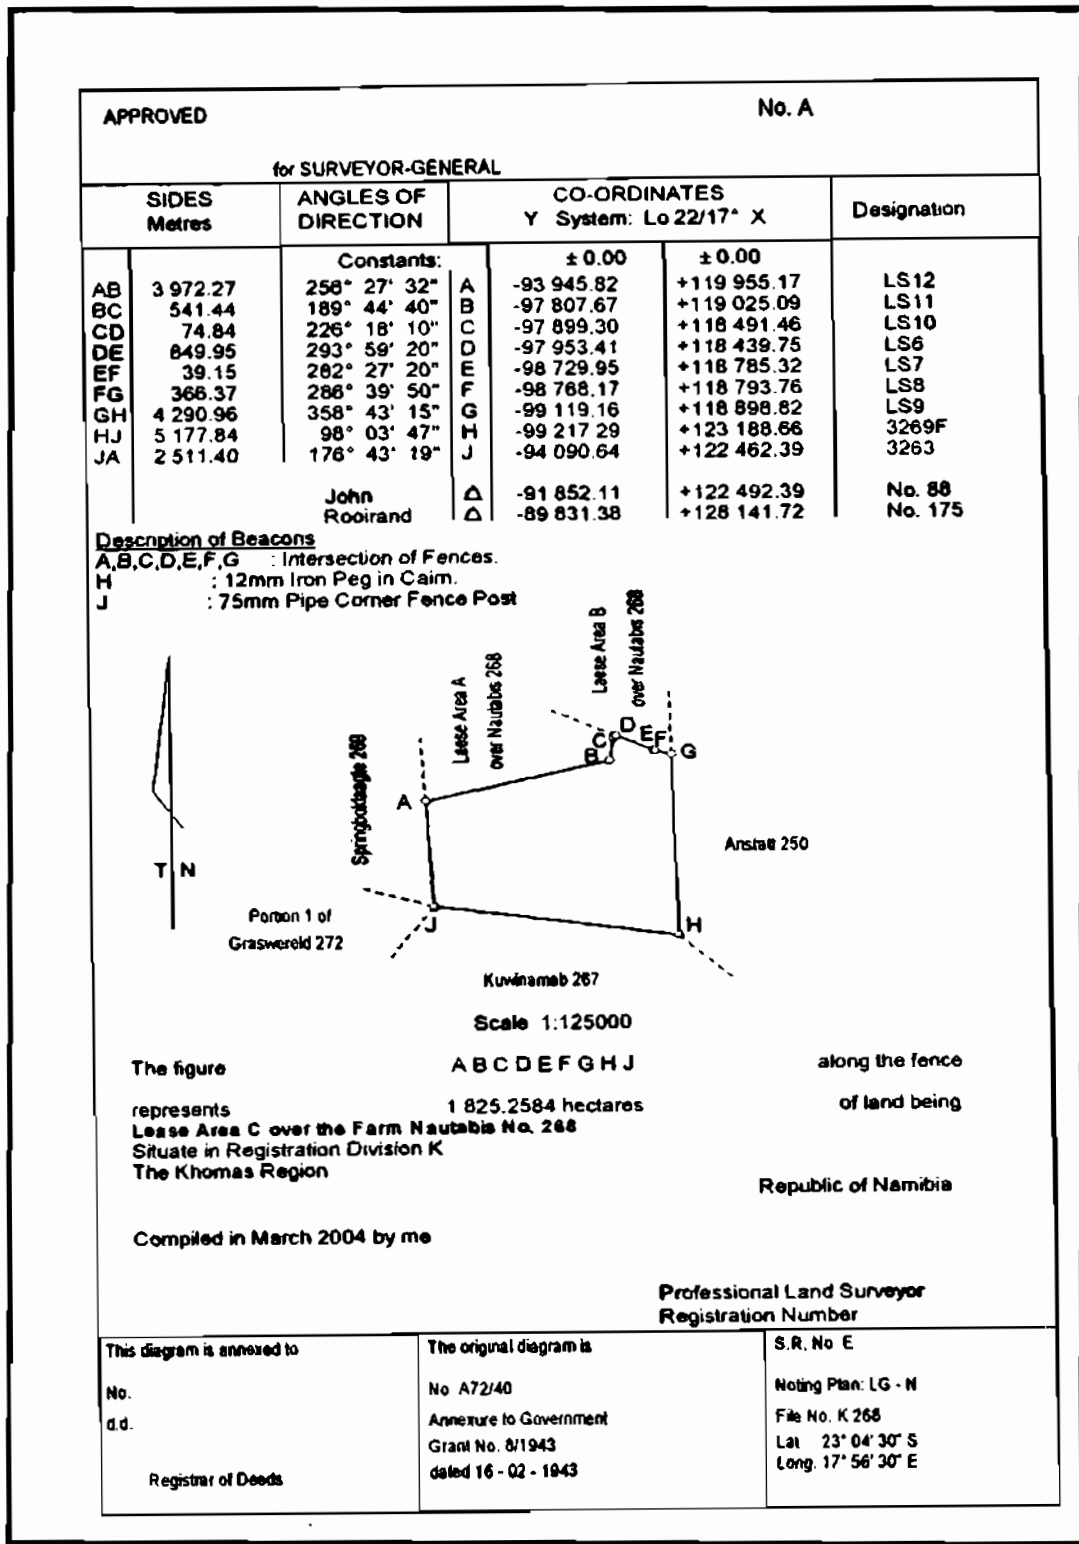 APPROVED No. A
for SURVEYOR-GENERAL
SIDES Metres ANGLES OF DIRECTION CO-ORDINATES Y System: Lo 22/17° X Designation
Constants: ± 0.00 ± 0.00
AB 3 972.27 256° 27' 32" A -93 945.82 +119 955.17 LS12
BC 541.44 189° 44' 40" B -97 807.67 +119 025.09 LS11
CD 74.84 226° 18' 10" C -97 899.30 +118 491.46 LS10
DE 849.95 293° 59' 20" D -97 953.41 +118 439.75 LS6
EF 39.15 282° 27' 20" E -98 729.95 +118 785.32 LS7
FG 366.37 286° 39' 50" F -98 768.17 +118 793.76 LS8
GH 4 290.96 358° 43' 15" G -99 119.16 +118 898.82 LS9
HJ 5 177.84 98° 03' 47" H -99 217 29 +123 188.66 3269F
JA 2 511.40 176° 43' 19" J -94 090.64 +122 462.39 3263
John Δ -91 852.11 +122 492.39 No. 88
Rooirand Δ -89 831.38 +128 141.72 No. 175
Description of Beacons
A,B,C,D,E,F,G : Intersection of Fences.
H : 12mm Iron Peg in Cairn.
J : 75mm Pipe Corner Fence Post
Laese Area A
over Nautabis 268
Laese Area B
over Nautabis 268
Springboklaagte 269
A
B
C
D
E
F
G
H
J
T N
Anstatt 250
Portion 1 of
Graswereld 272
Kuwinamab 267
Scale 1:125000
The figure A B C D E F G H J along the fence
represents 1 825.2584 hectares of land being
Lease Area C over the Farm Nautabis No. 268
Situate in Registration Division K
The Khomas Region
Republic of Namibia
Compiled in March 2004 by me
Professional Land Surveyor
Registration Number
This diagram is annexed to
No.
d.d.
Registrar of Deeds
The original diagram is
No A72/40
Annexure to Government
Grant No. 8/1943
dated 16 - 02 - 1943
S.R. No E
Noting Plan: LG - N
File No. K 268
Lat 23° 04' 30" S
Long. 17° 56' 30" E